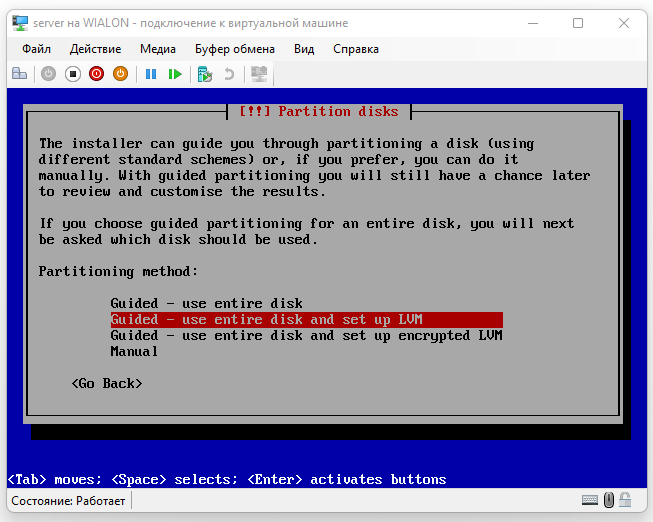 server на WIALON - подключение к виртуальной машине
Файл Действие Медиа Буфер обмена Вид Справка
[!!] Partition disks
The installer can guide you through partitioning a disk (using
different standard schemes) or, if you prefer, you can do it
manually. With guided partitioning you will still have a chance later
to review and customise the results.
If you choose guided partitioning for an entire disk, you will next
be asked which disk should be used.
Partitioning method:
Guided - use entire disk
Guided - use entire disk and set up LVM
Guided - use entire disk and set up encrypted LVM
Manual
<Go Back>
<Tab> moves; <Space> selects; <Enter> activates buttons
Состояние: Работает